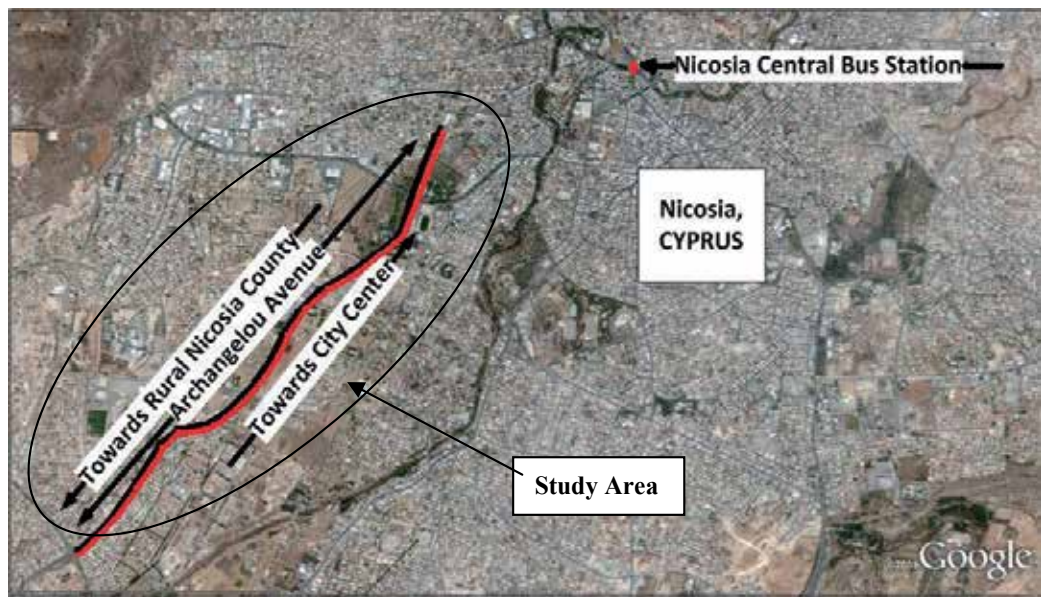 Nicosia Central Bus Station
Nicosia,
CYPRUS
Towards Rural Nicosia County
Archangelou Avenue
Towards City Center
Study Area
Google